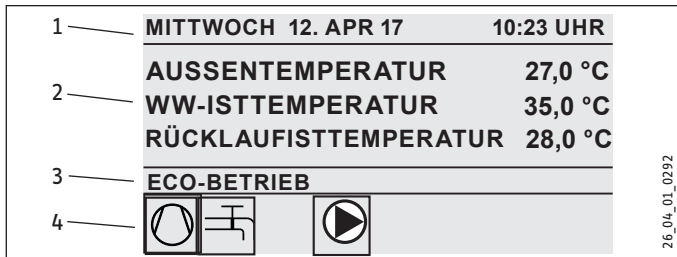 1 MITTWOCH 12. APR 17 10:23 UHR
AUSSENTEMPERATUR 27,0 °C
2 WW-ISTTEMPERATUR 35,0 °C
RÜCKLAUFISTTEMPERATUR 28,0 °C
3 ECO-BETRIEB
4
26_04_01_0292